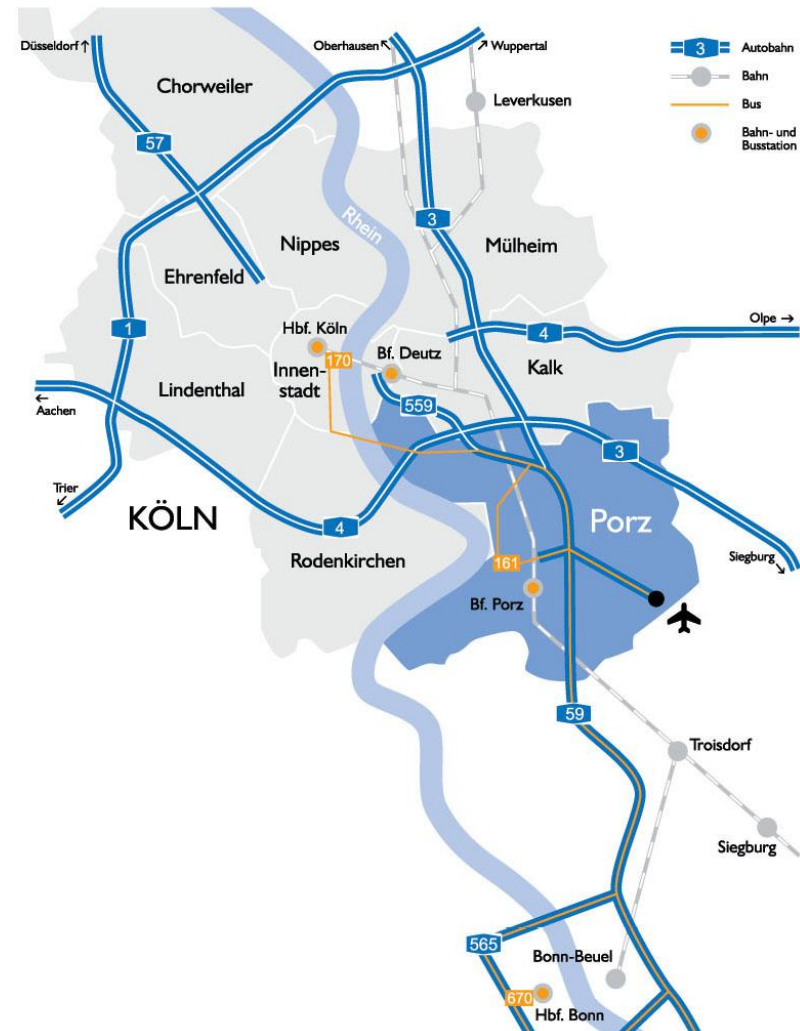 Düsseldorf ↑
Oberhausen ↖
↗ Wuppertal
3 Autobahn
Bahn
Bus
Bahn- und
Busstation
Chorweiler
Leverkusen
57
Rhein
3
Nippes
Mülheim
Ehrenfeld
1
Hbf. Köln
170
Bf. Deutz
4
Olpe →
Innen-
stadt
Kalk
Lindenthal
←
Aachen
559
3
Trier
↙
KÖLN
4
Porz
Rodenkirchen
161
Siegburg
↘
Bf. Porz
59
Troisdorf
Siegburg
565
Bonn-Beuel
670
Hbf. Bonn